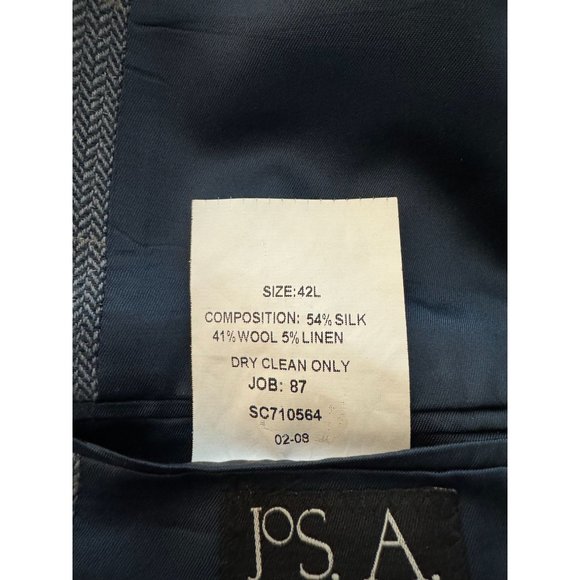 SIZE:42L
COMPOSITION: 54% SILK
41% WOOL 5% LINEN
DRY CLEAN ONLY
JOB: 87
SC710564
02-08
JoS. A.